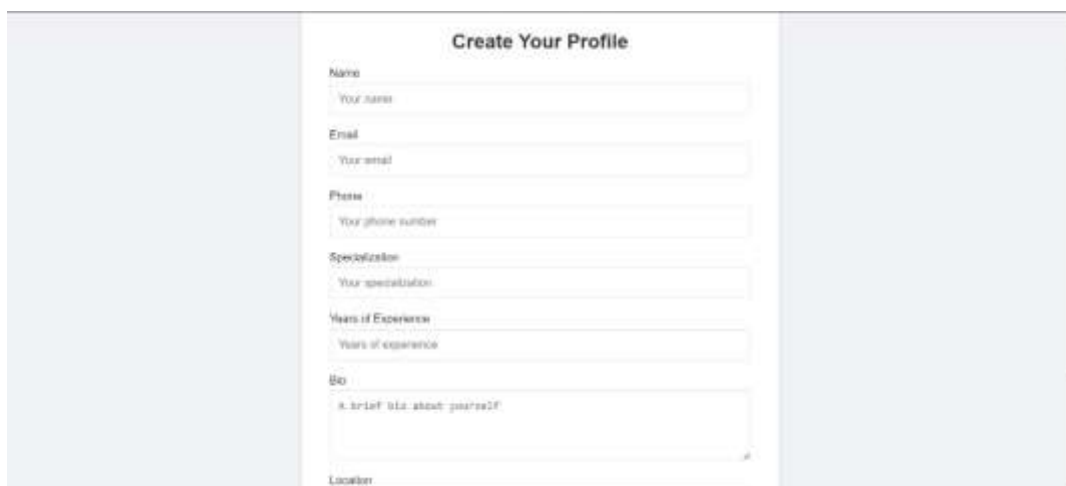 Create Your Profile
Name
Your name
Email
Your email
Phone
Your phone number
Specialization
Your specialization
Years of Experience
Years of experience
Bio
A brief bio about yourself
Location